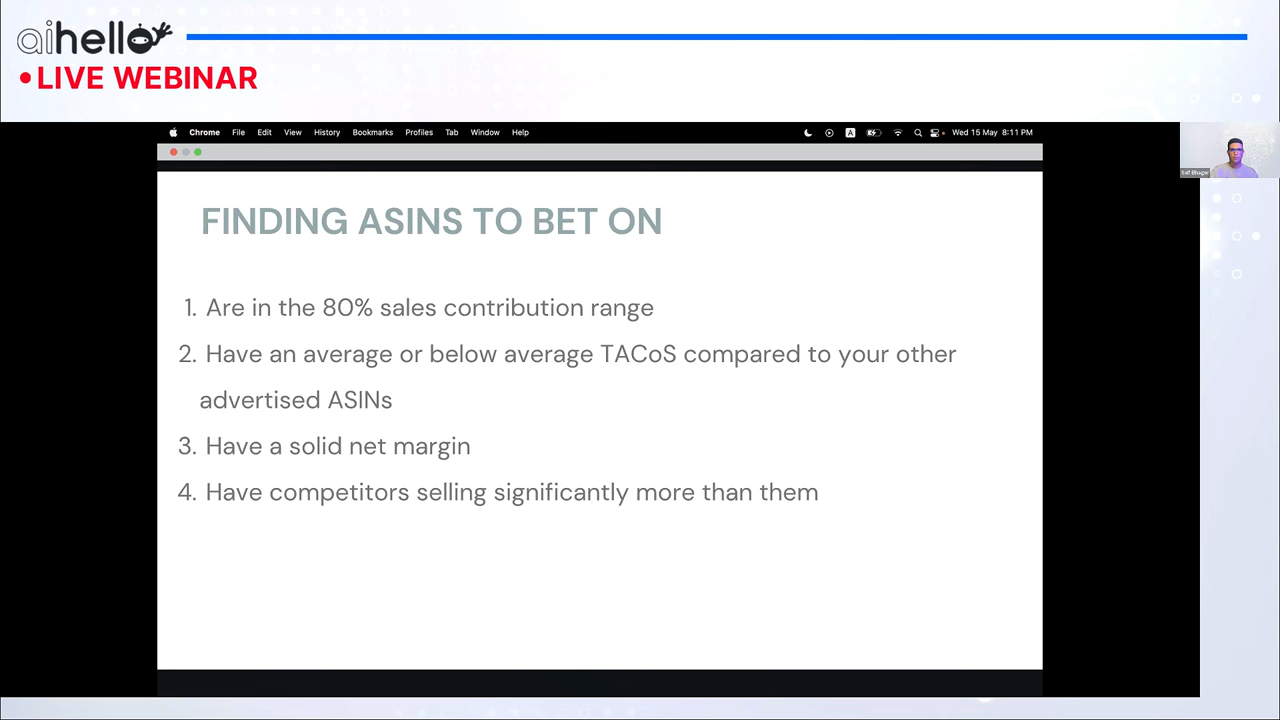 aihello
•LIVE WEBINAR
Chrome File Edit View History Bookmarks Profiles Tab Window Help
A
Wed 15 May 8:11 PM
FINDING ASINS TO BET ON
1. Are in the 80% sales contribution range
2. Have an average or below average TACoS compared to your other
advertised ASINs
3. Have a solid net margin
4. Have competitors selling significantly more than them